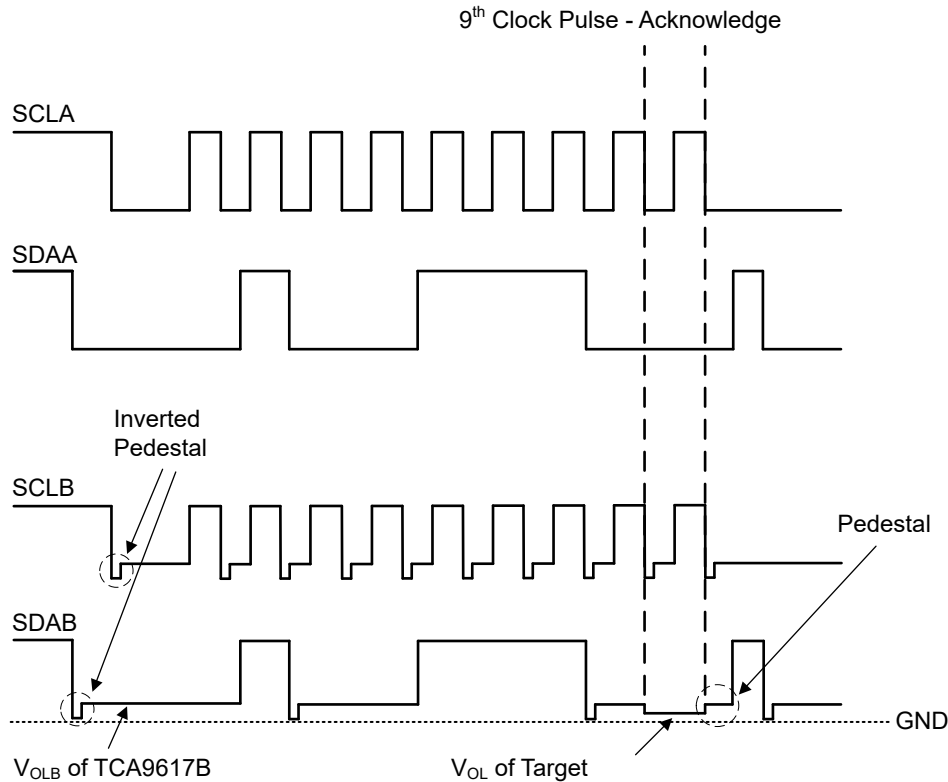 9th Clock Pulse - Acknowledge
SCLA
SDAA
Inverted
Pedestal
SCLB
Pedestal
SDAB
GND
VOLB of TCA9617B
VOL of Target